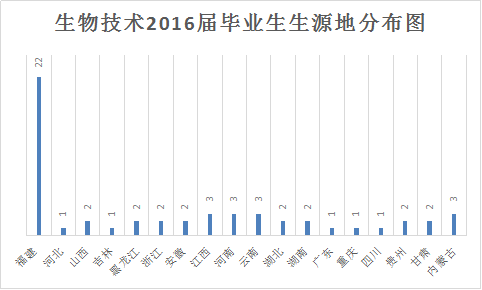 生物技术2016届毕业生生源地分布图
22
1
2
1
2
2
2
3
3
3
2
2
1
1
1
2
2
3
福建
河北
山西
吉林
黑龙江
浙江
安徽
江西
河南
云南
湖北
湖南
广东
重庆
四川
贵州
甘肃
内蒙古